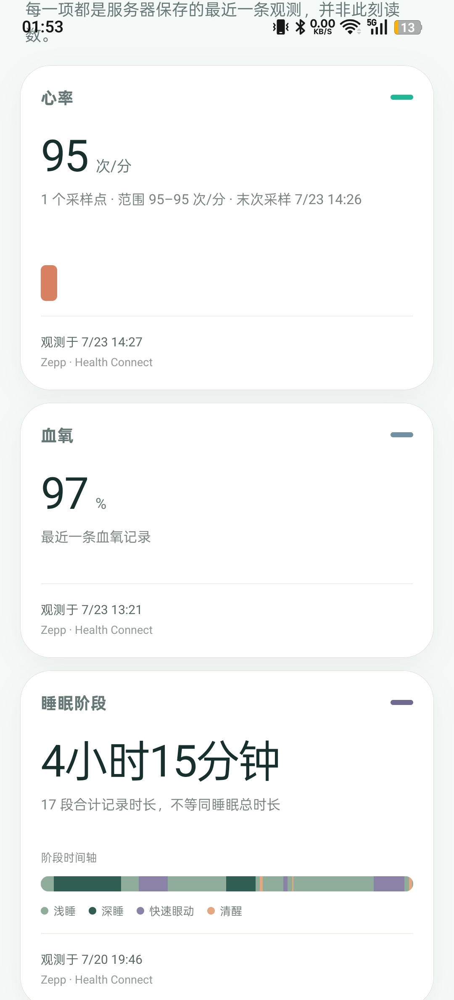 每一项都是服务器保存的最近一条观测，并非此刻读
数。
01:53
0.00
KB/S
5G
13
心率
95 次/分
1 个采样点 · 范围 95–95 次/分 · 末次采样 7/23 14:26
观测于 7/23 14:27
Zepp · Health Connect
血氧
97 %
最近一条血氧记录
观测于 7/23 13:21
Zepp · Health Connect
睡眠阶段
4小时15分钟
17 段合计记录时长，不等同睡眠总时长
阶段时间轴
浅睡 深睡 快速眼动 清醒
观测于 7/20 19:46
Zepp · Health Connect